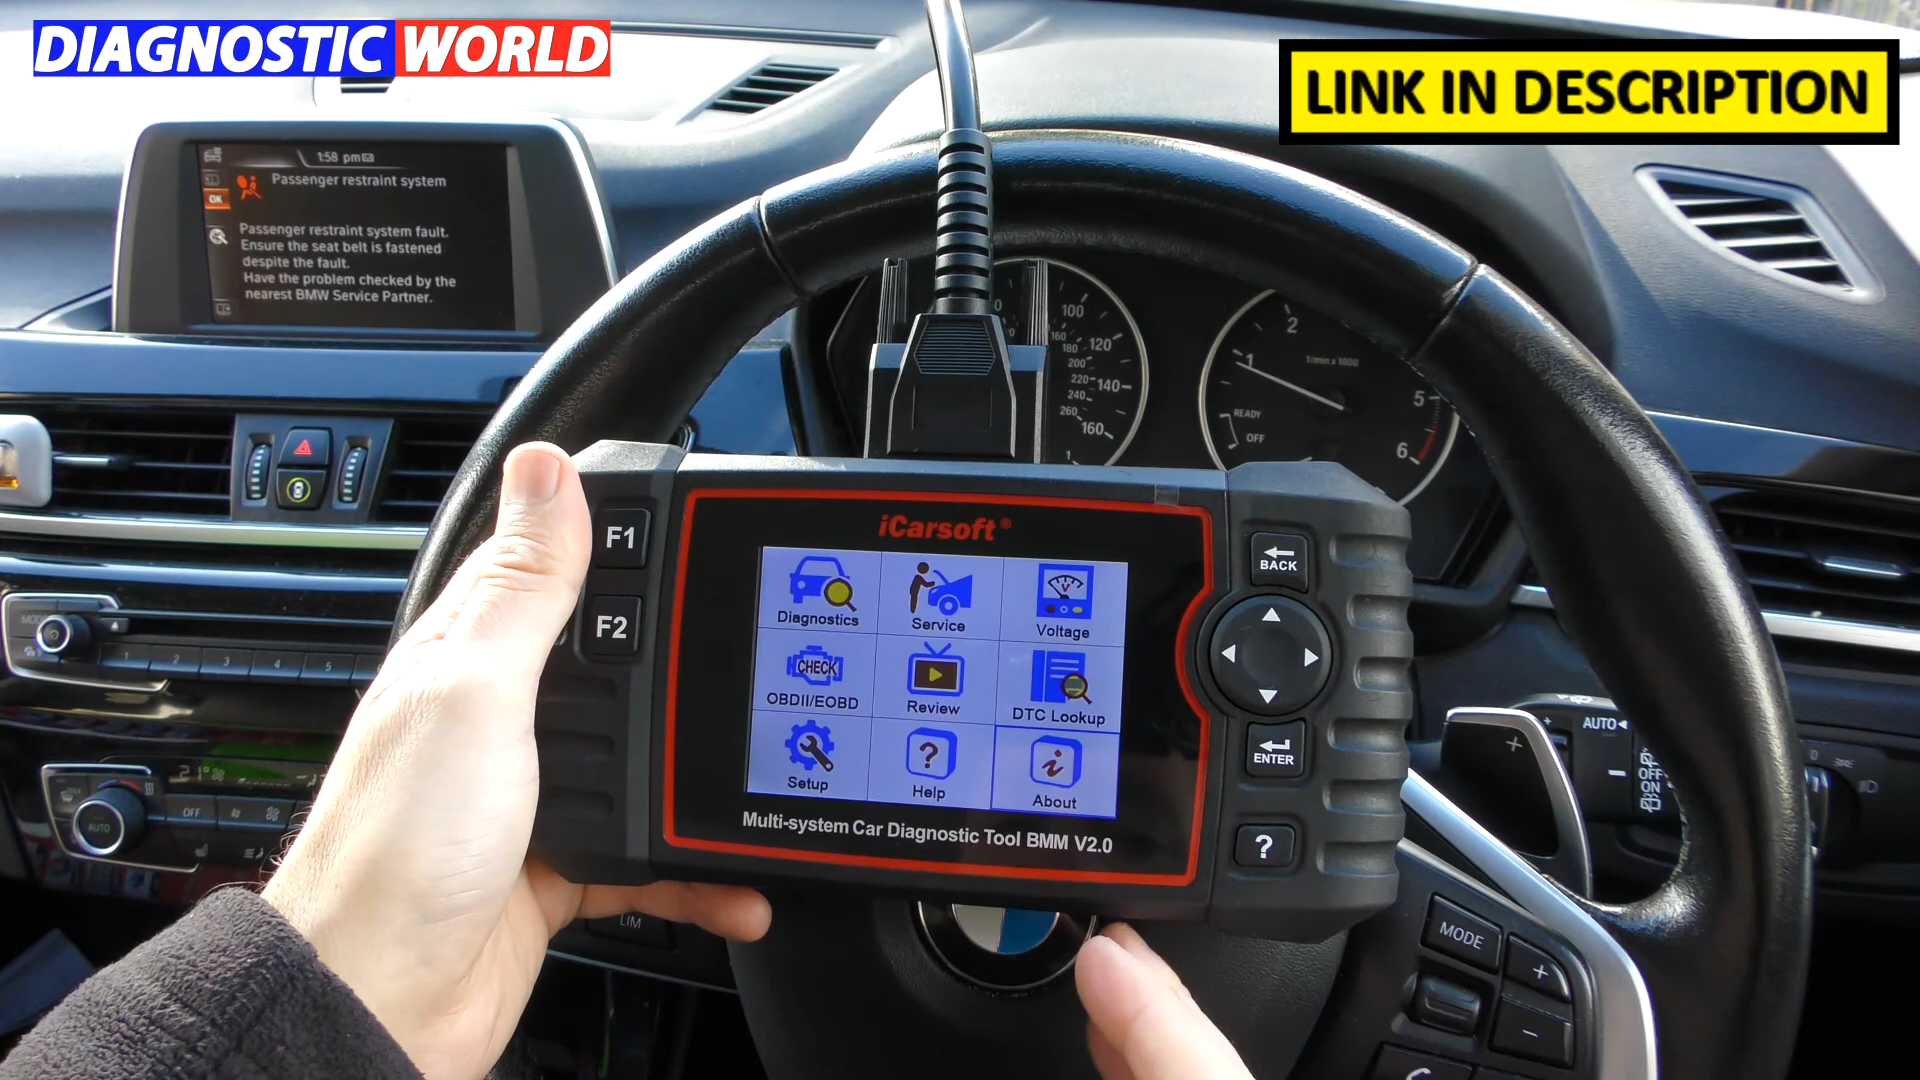 DIAGNOSTIC WORLD
LINK IN DESCRIPTION
1:58 pm
Passenger restraint system
OK
Passenger restraint system fault.
Ensure the seat belt is fastened
despite the fault.
Have the problem checked by the
nearest BMW Service Partner.
100
120
140
160
160
180
200
220
240
260
1
2
5
6
1/min x 1000
READY
OFF
F1
F2
iCarsoft®
Diagnostics
Service
Voltage
CHECK
OBDII/EOBD
Review
DTC Lookup
Setup
Help
About
Multi-system Car Diagnostic Tool BMM V2.0
BACK
ENTER
?
MODE
1 2 3 4 5
21°
OFF
AUTO
LIM
AUTO
OFF
ON
MODE
+
-